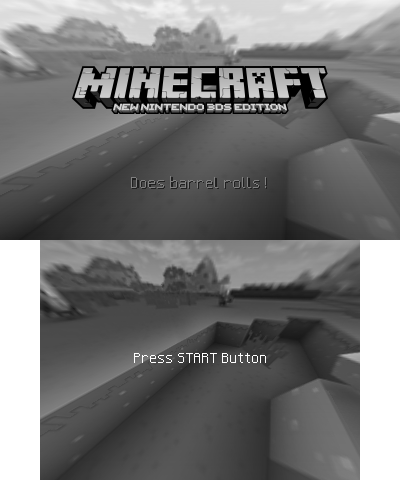 MINECRAFT
NEW NINTENDO 3DS EDITION
Does barrel rolls!
Press START Button